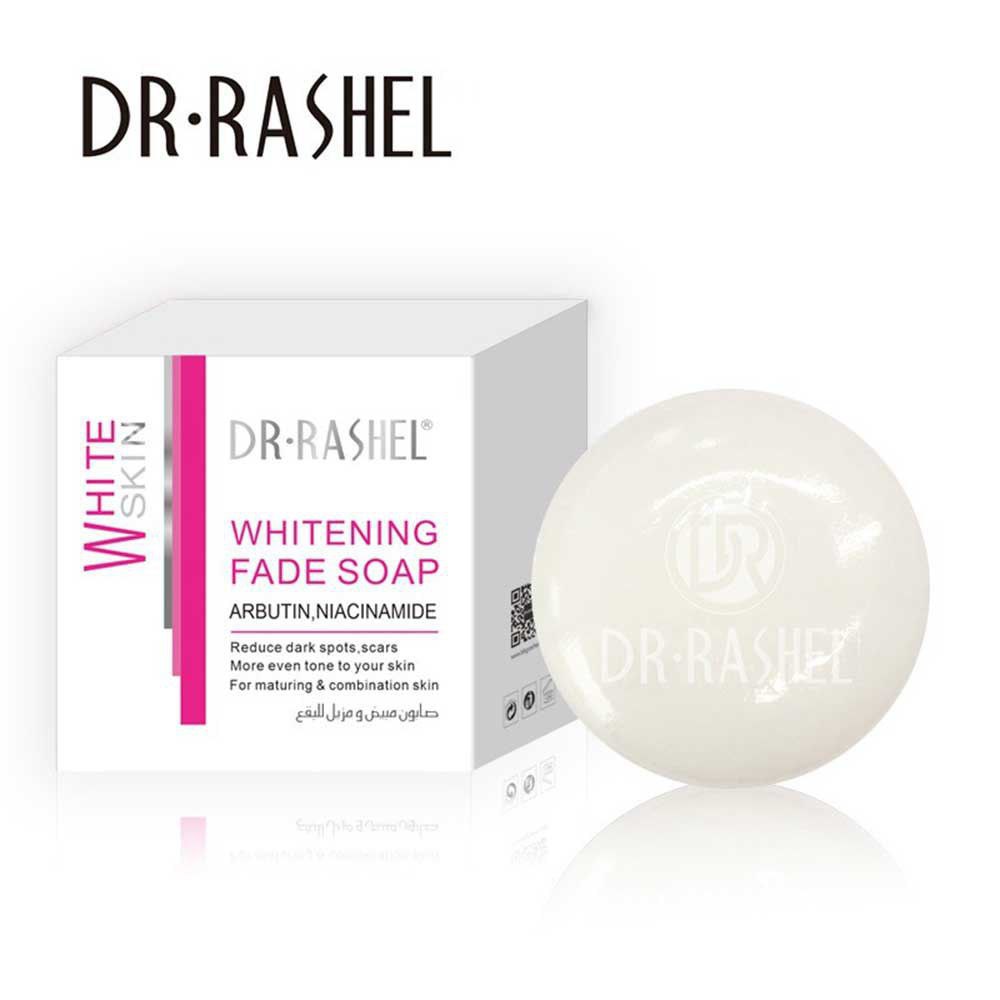 DR·RASHEL
WHITE
SKIN
DR·RASHEL®
WHITENING
FADE SOAP
ARBUTIN,NIACINAMIDE
Reduce dark spots,scars
More even tone to your skin
For maturing & combination skin
صابون مبيض و مزيل للبقع
DR
DR·RASHEL